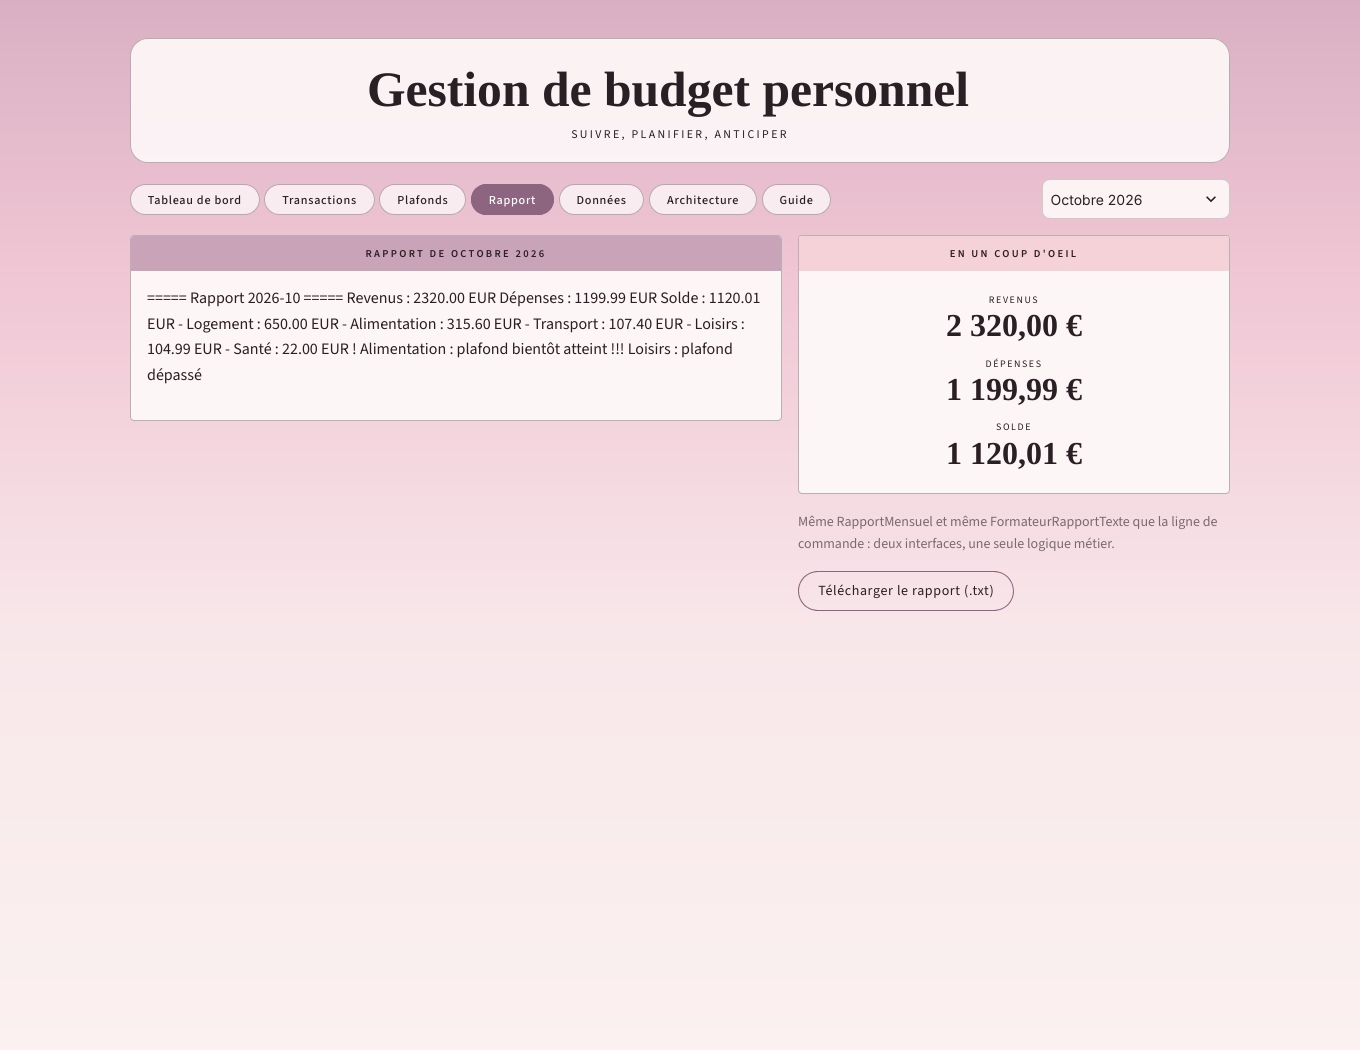 Gestion de budget personnel
SUIVRE, PLANIFIER, ANTICIPER
Tableau de bord
Transactions
Plafonds
Rapport
Données
Architecture
Guide
Octobre 2026
RAPPORT DE OCTOBRE 2026
===== Rapport 2026-10 ===== Revenus : 2320.00 EUR Dépenses : 1199.99 EUR Solde : 1120.01
EUR - Logement : 650.00 EUR - Alimentation : 315.60 EUR - Transport : 107.40 EUR - Loisirs :
104.99 EUR - Santé : 22.00 EUR ! Alimentation : plafond bientôt atteint !!! Loisirs : plafond
dépassé
EN UN COUP D'OEIL
REVENUS
2 320,00 €
DÉPENSES
1 199,99 €
SOLDE
1 120,01 €
Même RapportMensuel et même FormateurRapportTexte que la ligne de
commande : deux interfaces, une seule logique métier.
Télécharger le rapport (.txt)